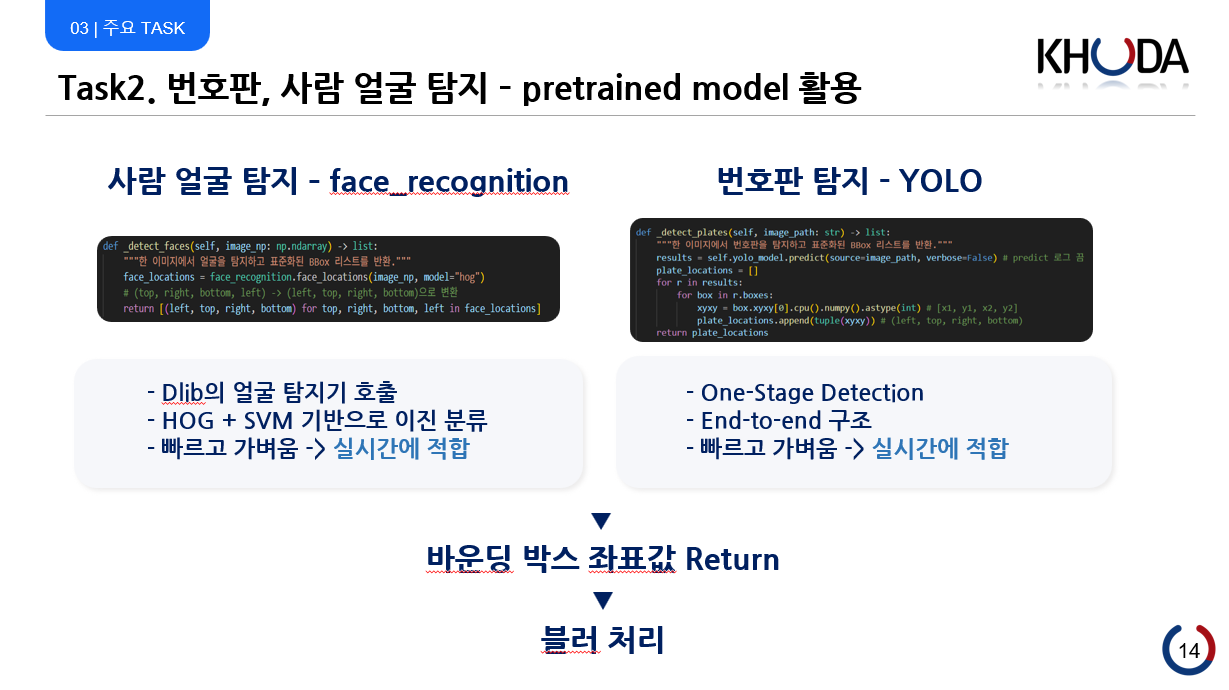 03 | 주요 TASK
KHUDA
Task2. 번호판, 사람 얼굴 탐지 – pretrained model 활용
사람 얼굴 탐지 – face_recognition
def _detect_faces(self, image_np: np.ndarray) -> list:
"""한 이미지에서 얼굴을 탐지하고 표준화된 BBox 리스트를 반환."""
face_locations = face_recognition.face_locations(image_np, model="hog")
# (top, right, bottom, left) -> (left, top, right, bottom)으로 변환
return [(left, top, right, bottom) for top, right, bottom, left in face_locations]
- Dlib의 얼굴 탐지기 호출
- HOG + SVM 기반으로 이진 분류
- 빠르고 가벼움 -> 실시간에 적합
번호판 탐지 – YOLO
def _detect_plates(self, image_path: str) -> list:
"""한 이미지에서 번호판을 탐지하고 표준화된 BBox 리스트를 반환."""
results = self.yolo_model.predict(source=image_path, verbose=False) # predict 로그 끔
plate_locations = []
for r in results:
for box in r.boxes:
xyxy = box.xyxy[0].cpu().numpy().astype(int) # [x1, y1, x2, y2]
plate_locations.append(tuple(xyxy)) # (left, top, right, bottom)
return plate_locations
- One-Stage Detection
- End-to-end 구조
- 빠르고 가벼움 -> 실시간에 적합
▼
바운딩 박스 좌표값 Return
▼
블러 처리
14